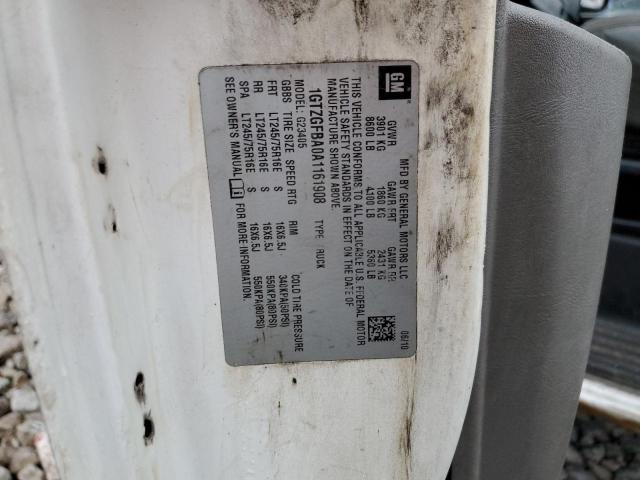 GM
MFD BY GENERAL MOTORS LLC
06/10
GVWR GAWR FRT GAWR RR
3901 KG 1860 KG 2431 KG
8600 LB 4100 LB 5360 LB
THIS VEHICLE CONFORMS TO ALL APPLICABLE U.S. FEDERAL MOTOR
VEHICLE SAFETY STANDARDS IN EFFECT ON THE DATE OF
MANUFACTURE SHOWN ABOVE.
1GTZGFBA0A1161908 TYPE: TRUCK
MODEL: G23405
GBBS TIRE SIZE SPEED RTG RIM COLD TIRE PRESSURE
FRT LT245/75R16E S 16X6.5J 340KPA(50PSI)
RR LT245/75R16E S 16X6.5J 550KPA(80PSI)
SPA LT245/75R16E S 16X6.5J 550KPA(80PSI)
SEE OWNER'S MANUAL FOR MORE INFORMATION.